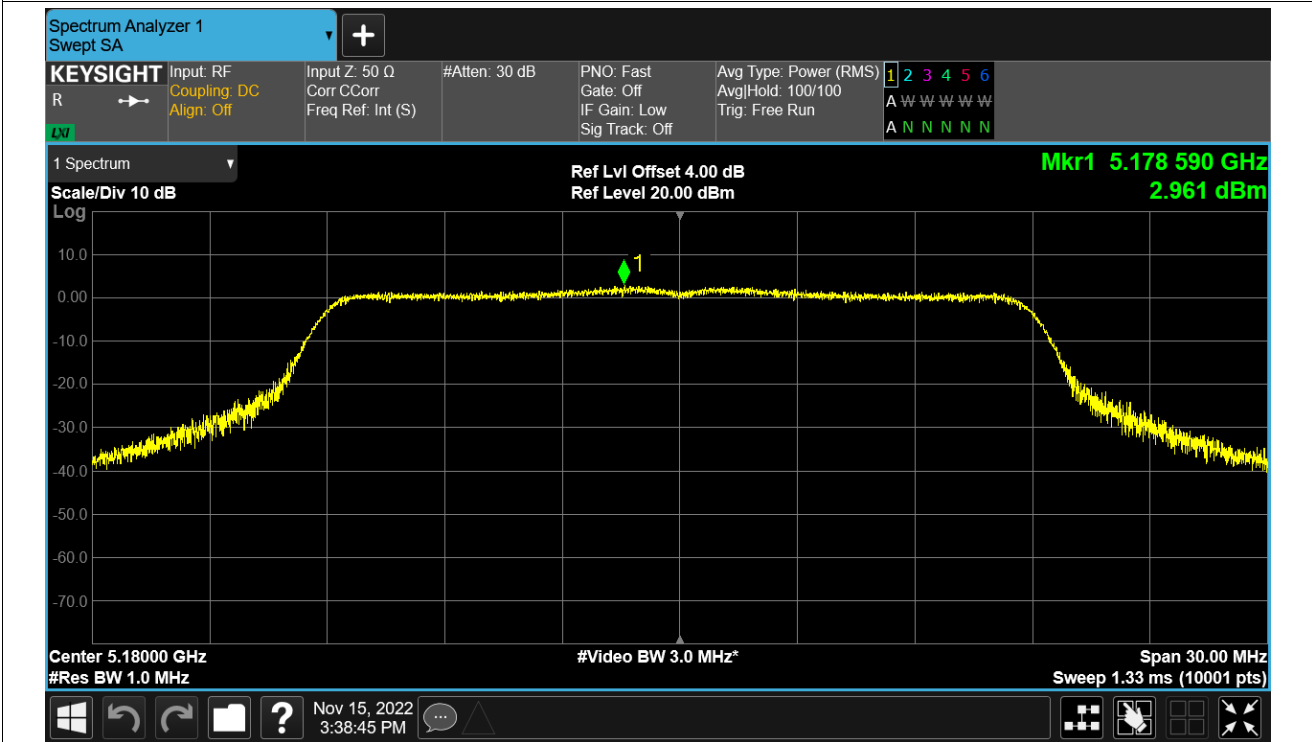 Spectrum Analyzer 1
Swept SA
KEYSIGHT
R
LXI
Input: RF
Coupling: DC
Align: Off
Input Z: 50 Ω
Corr CCorr
Freq Ref: Int (S)
#Atten: 30 dB
PNO: Fast
Gate: Off
IF Gain: Low
Sig Track: Off
Avg Type: Power (RMS)
Avg|Hold: 100/100
Trig: Free Run
1 2 3 4 5 6
A W W W W W
A N N N N N
1 Spectrum
Scale/Div 10 dB
Ref Lvl Offset 4.00 dB
Ref Level 20.00 dBm
Mkr1 5.178 590 GHz
2.961 dBm
Log
10.0
0.00
-10.0
-20.0
-30.0
-40.0
-50.0
-60.0
-70.0
1
Center 5.18000 GHz
#Res BW 1.0 MHz
#Video BW 3.0 MHz*
Span 30.00 MHz
Sweep 1.33 ms (10001 pts)
?
Nov 15, 2022
3:38:45 PM